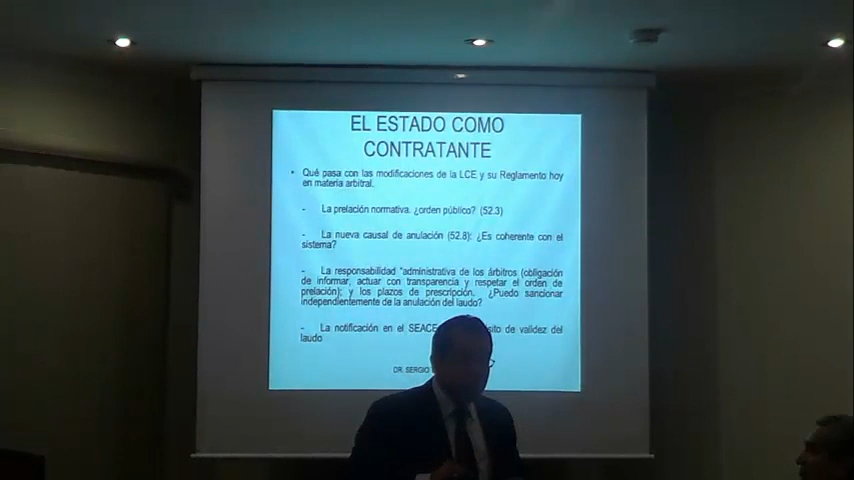 EL ESTADO COMO
CONTRATANTE
• Qué pasa con las modificaciones de la LCE y su Reglamento hoy
en materia arbitral.
- La prelación normativa. ¿orden público? (52.3)
- La nueva causal de anulación (52.8): ¿Es coherente con el
sistema?
- La responsabilidad "administrativa de los árbitros (obligación
de informar, actuar con transparencia y respetar el orden de
prelación); y los plazos de prescripción. ¿Puedo sancionar
independientemente de la anulación del laudo?
- La notificación en el SEACE de validez del
laudo
DR. SERGIO